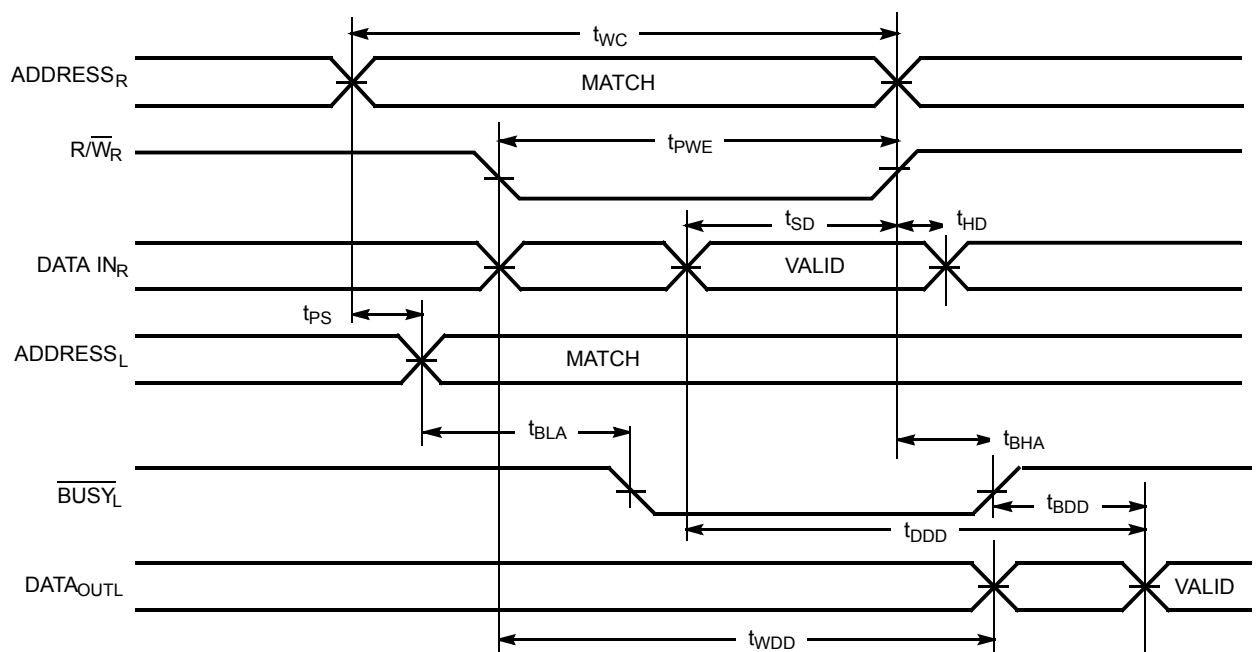 tWC
ADDRESSR
MATCH
R/W̅R
tPWE
tSD
tHD
DATA INR
VALID
tPS
ADDRESSL
MATCH
tBLA
tBHA
B̅U̅S̅Y̅L
tBDD
tDDD
DATAOUTL
VALID
tWDD